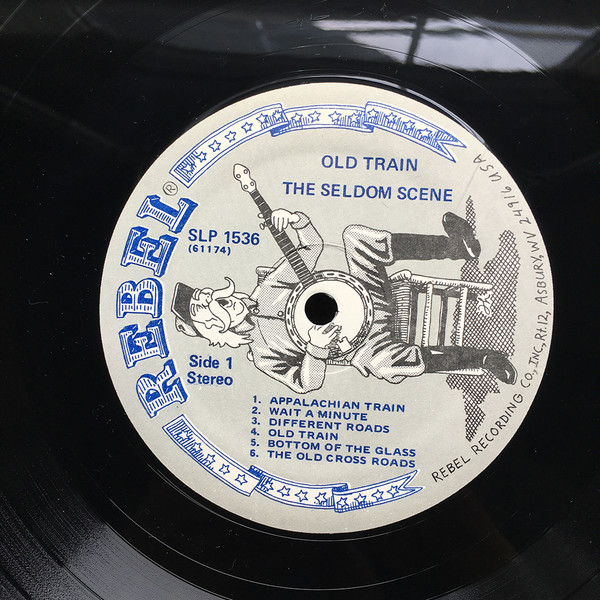 REBEL®
OLD TRAIN
THE SELDOM SCENE
SLP 1536
(61174)
Side 1
Stereo
1. APPALACHIAN TRAIN
2. WAIT A MINUTE
3. DIFFERENT ROADS
4. OLD TRAIN
5. BOTTOM OF THE GLASS
6. THE OLD CROSS ROADS
REBEL RECORDING CO., INC, Rt. 12, ASBURY, WV 24916 USA